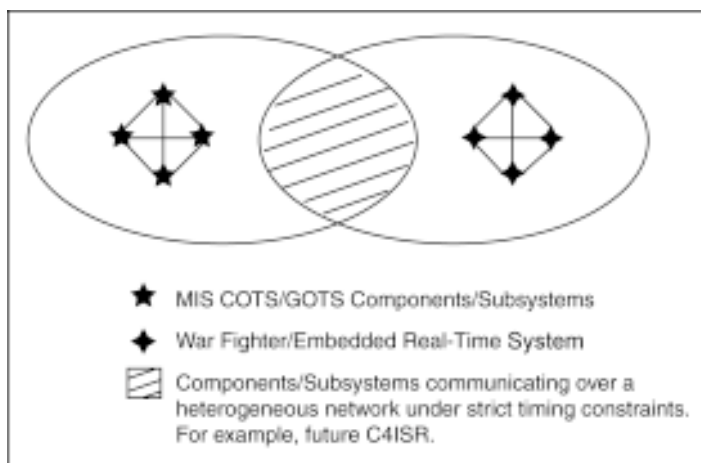 MIS COTS/GOTS Components/Subsystems
War Fighter/Embedded Real-Time System
Components/Subsystems communicating over a
heterogeneous network under strict timing constraints.
For example, future C4ISR.